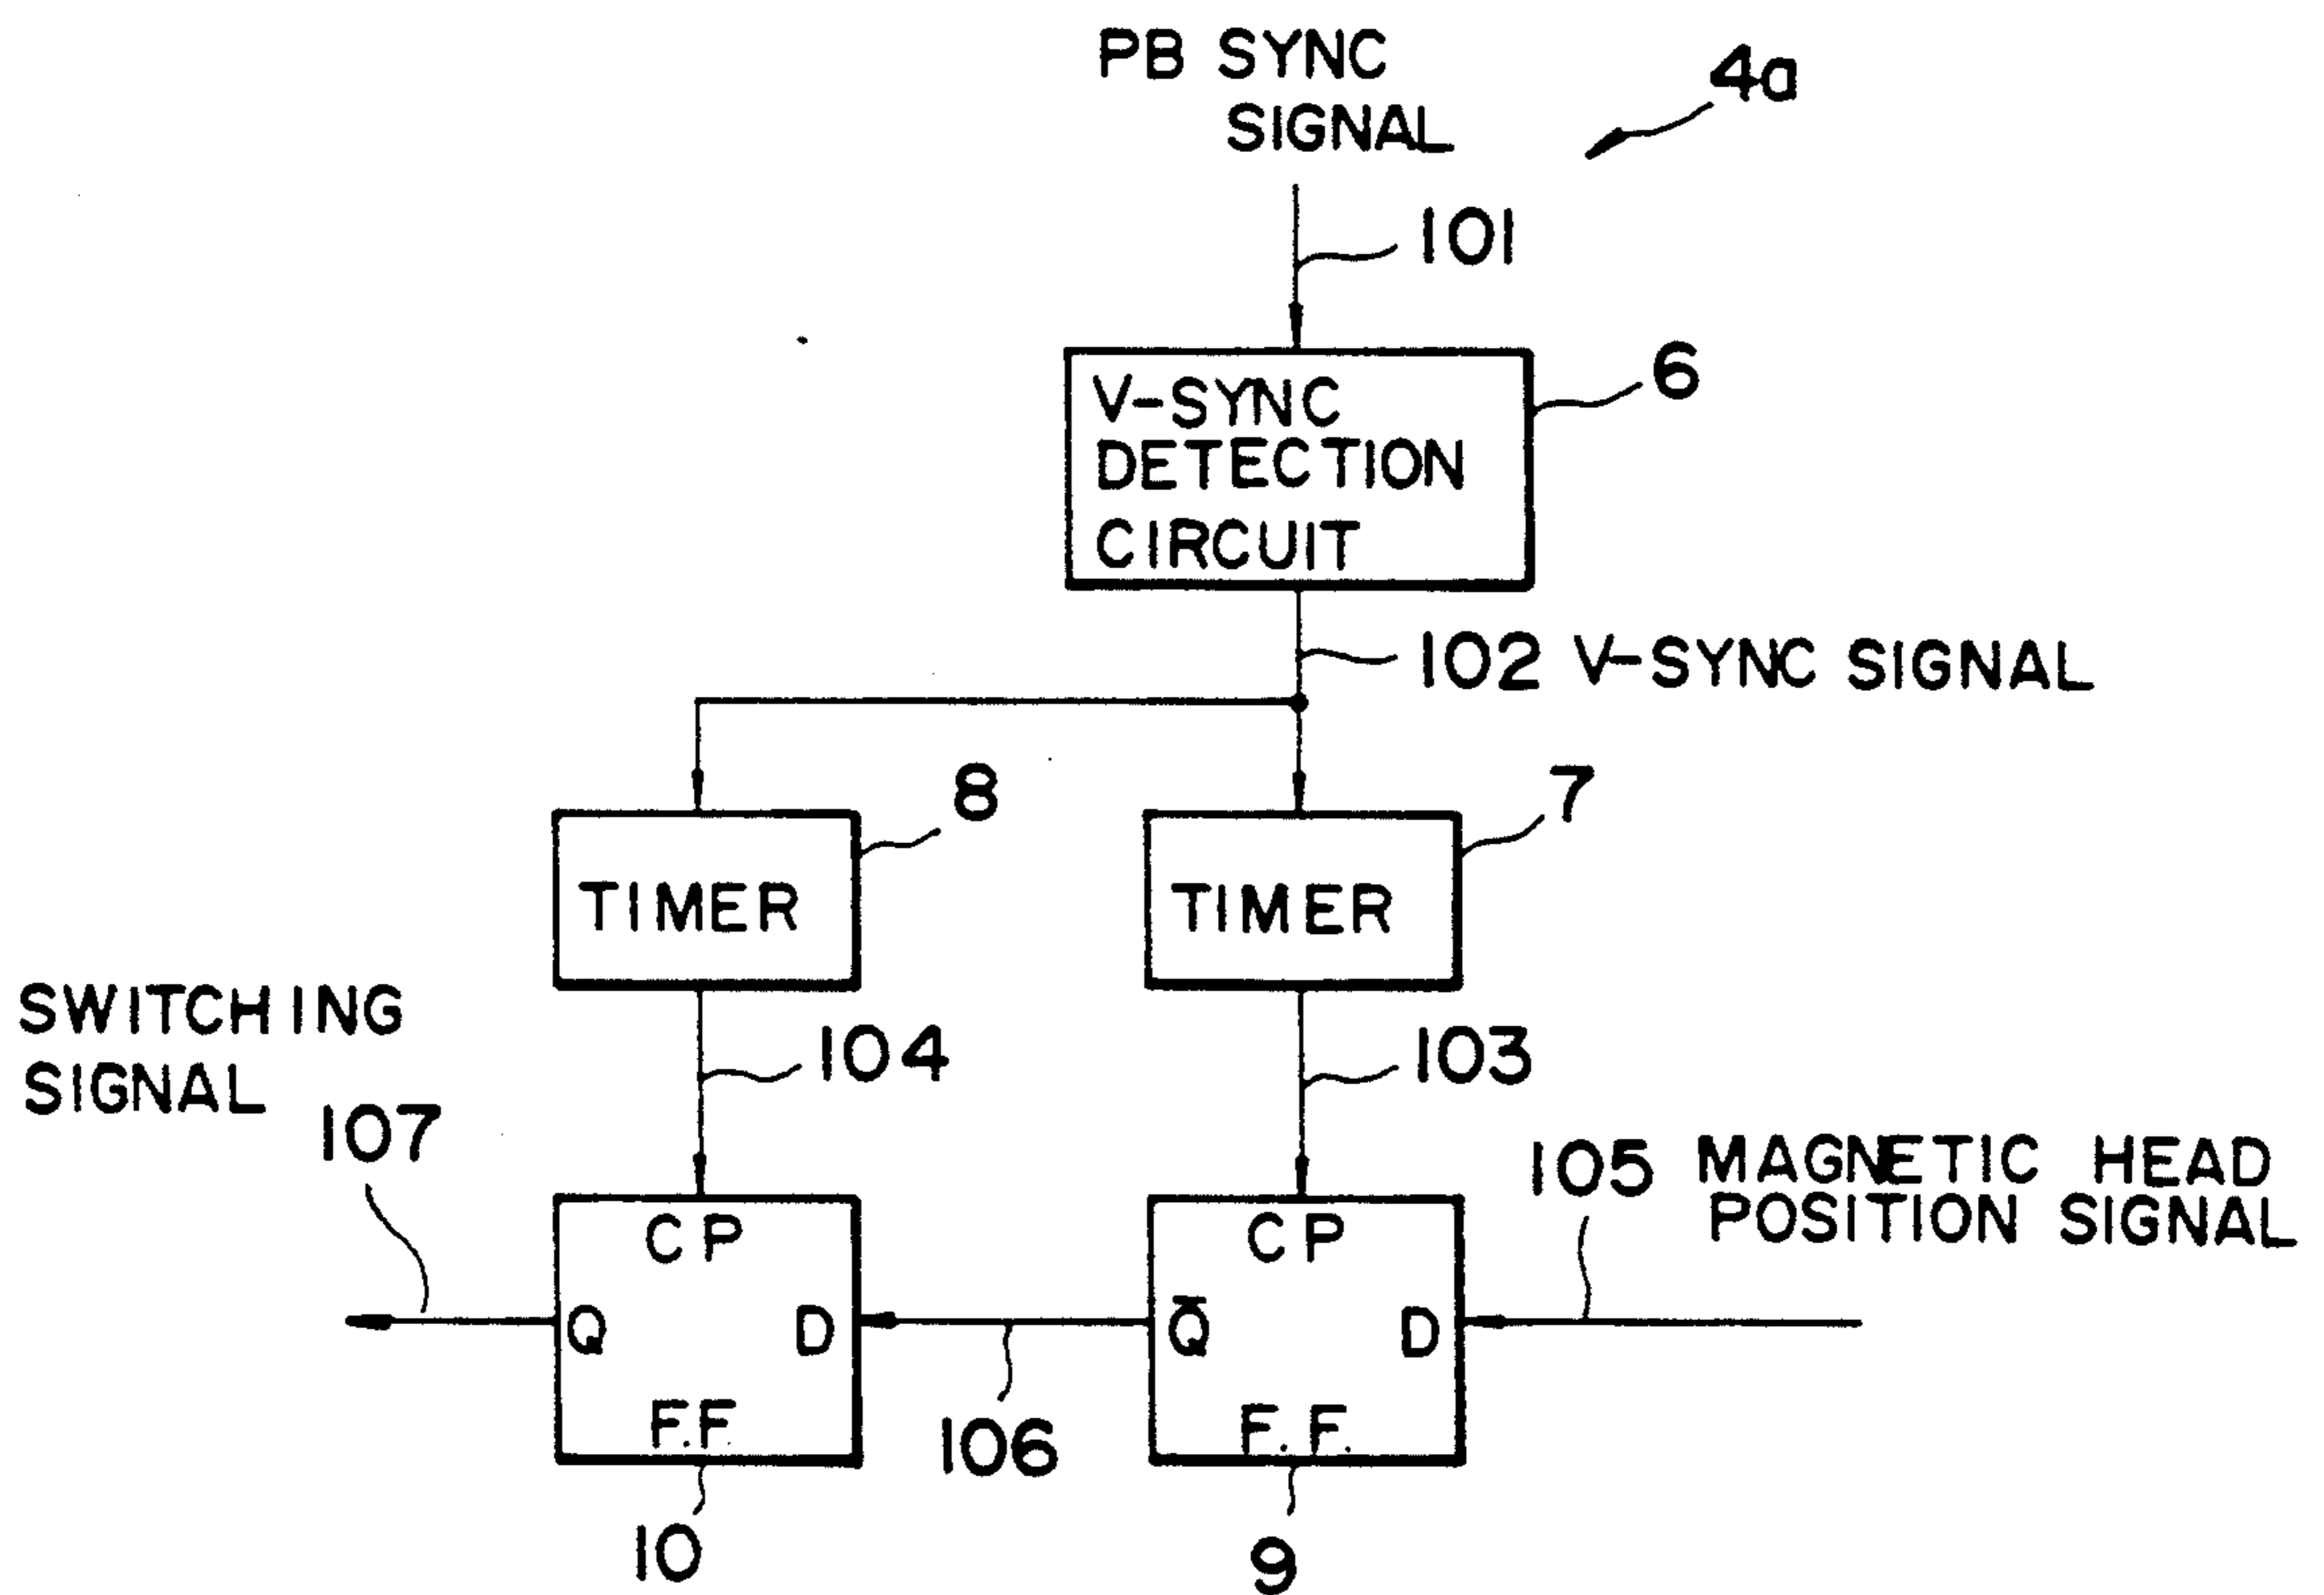 PB SYNC
SIGNAL
4a
101
V-SYNC
DETECTION
CIRCUIT
6
102 V-SYNC SIGNAL
8
7
TIMER
TIMER
SWITCHING
SIGNAL
104
103
107
105 MAGNETIC HEAD
POSITION SIGNAL
CP
CP
Q
D
Q̄
D
F.F.
F.F.
106
10
9